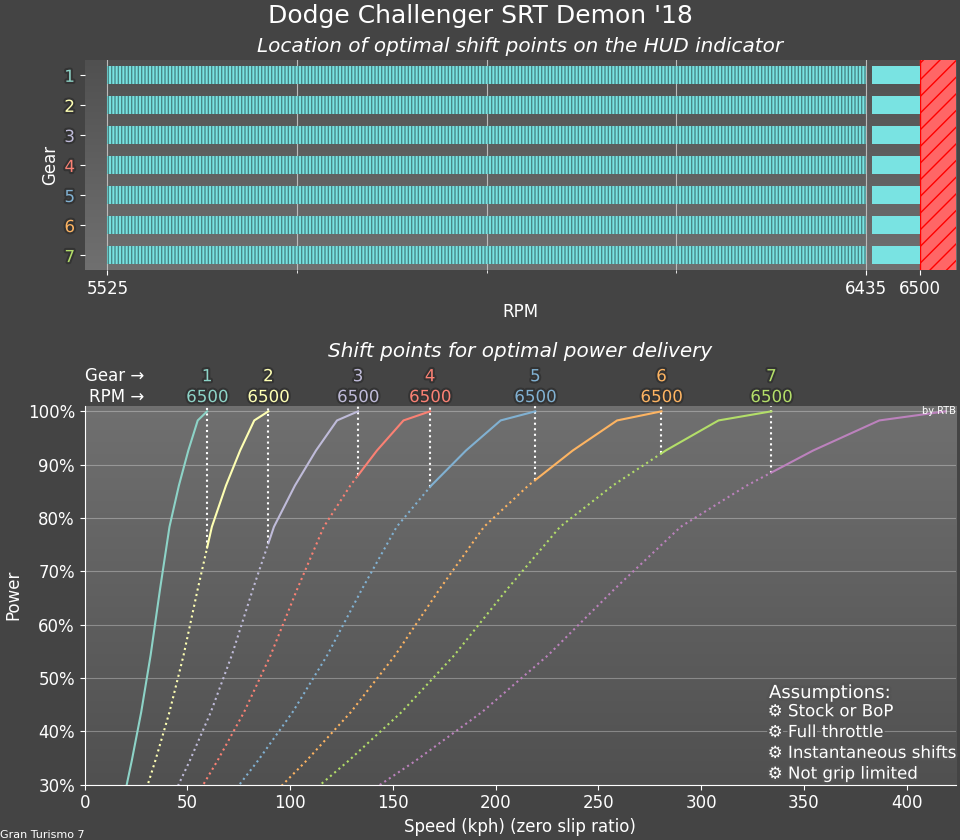 Dodge Challenger SRT Demon '18
Location of optimal shift points on the HUD indicator
Gear
1
2
3
4
5
6
7
5525 6435 6500
RPM
Shift points for optimal power delivery
Gear → 1 2 3 4 5 6 7
RPM → 6500 6500 6500 6500 6500 6500 6500
by RTB
Power
100%
90%
80%
70%
60%
50%
40%
30%
Assumptions:
⚙ Stock or BoP
⚙ Full throttle
⚙ Instantaneous shifts
⚙ Not grip limited
0 50 100 150 200 250 300 350 400
Speed (kph) (zero slip ratio)
Gran Turismo 7